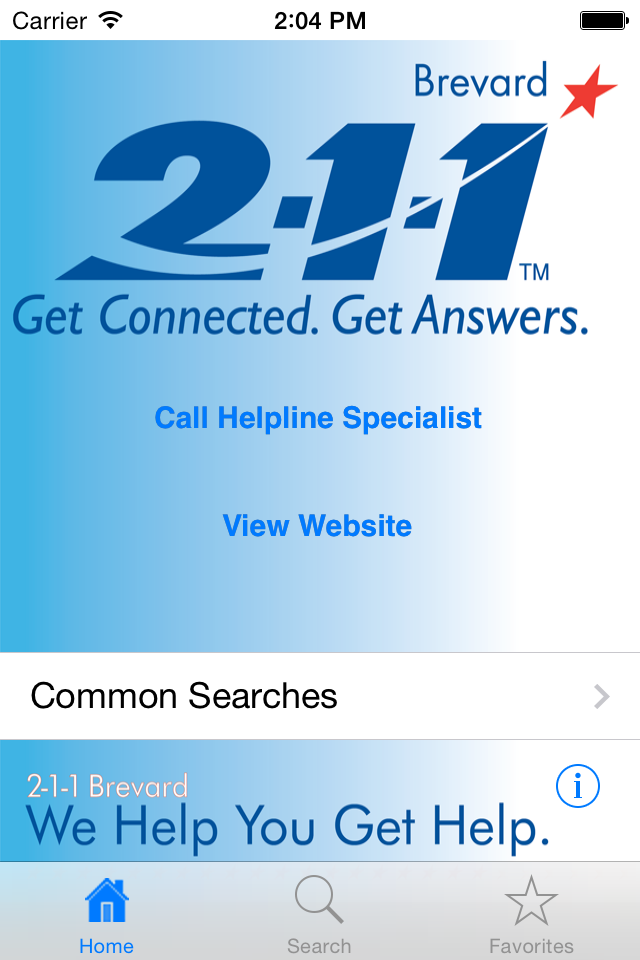 Carrier 2:04 PM
Brevard
2-1-1 TM
Get Connected. Get Answers.
Call Helpline Specialist
View Website
Common Searches
2-1-1 Brevard
i
We Help You Get Help.
Home Search Favorites